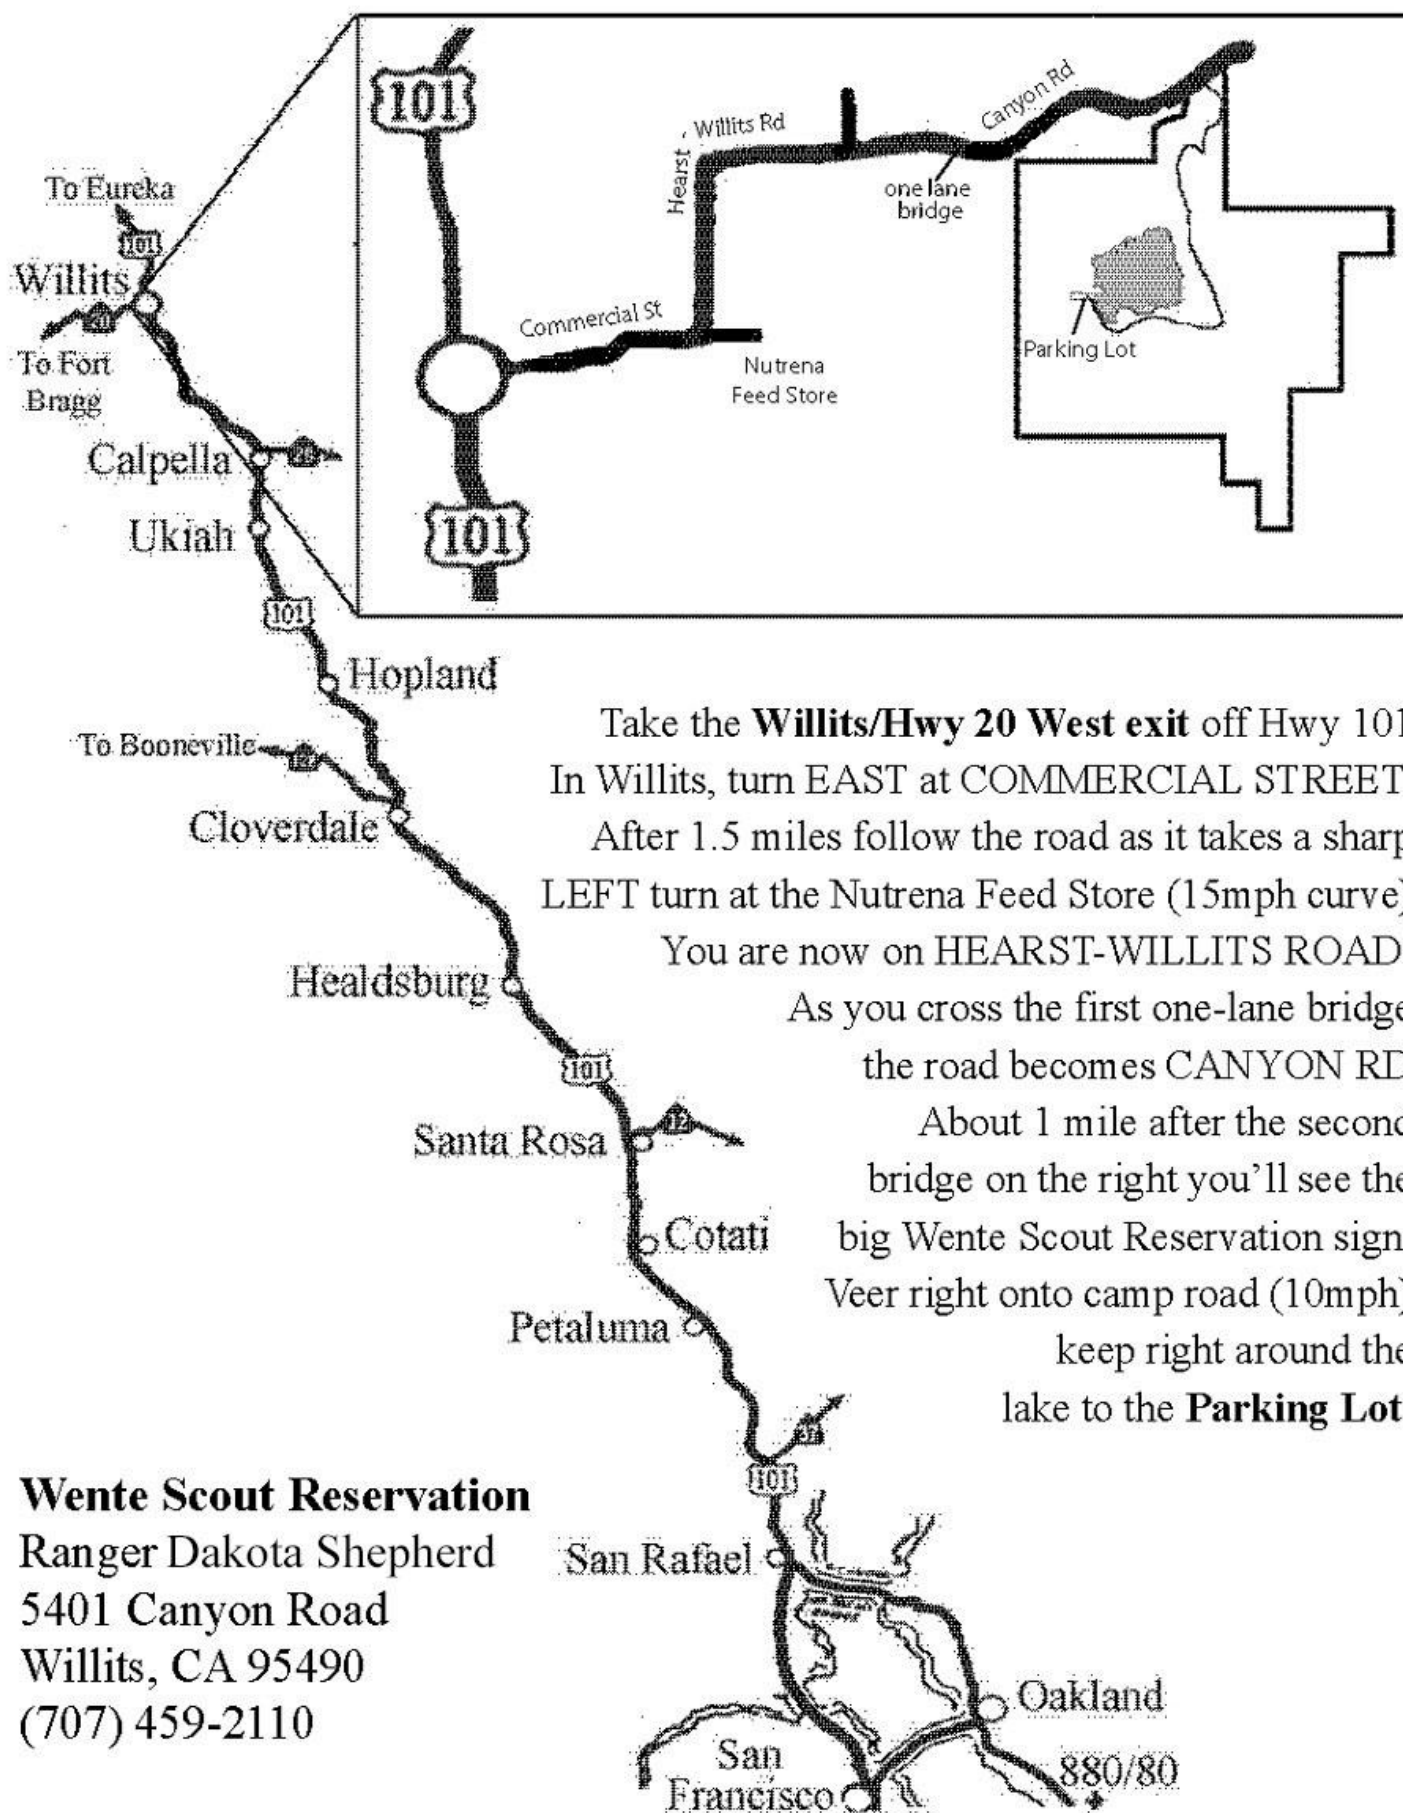 101
Hearst
Willits Rd
Canyon Rd
one lane
bridge
Commercial St
Nutrena
Feed Store
Parking Lot
101
To Eureka
101
Willits
20
To Fort
Bragg
Calpella
Ukiah
101
Hopland
To Booneville
Cloverdale
Healdsburg
101
Santa Rosa
12
Cotati
Petaluma
101
San Rafael
Oakland
San
Francisco
880/80
Take the Willits/Hwy 20 West exit off Hwy 101
In Willits, turn EAST at COMMERCIAL STREET
After 1.5 miles follow the road as it takes a sharp
LEFT turn at the Nutrena Feed Store (15mph curve)
You are now on HEARST-WILLITS ROAD
As you cross the first one-lane bridge
the road becomes CANYON RD
About 1 mile after the second
bridge on the right you’ll see the
big Wente Scout Reservation sign
Veer right onto camp road (10mph)
keep right around the
lake to the Parking Lot
Wente Scout Reservation
Ranger Dakota Shepherd
5401 Canyon Road
Willits, CA 95490
(707) 459-2110